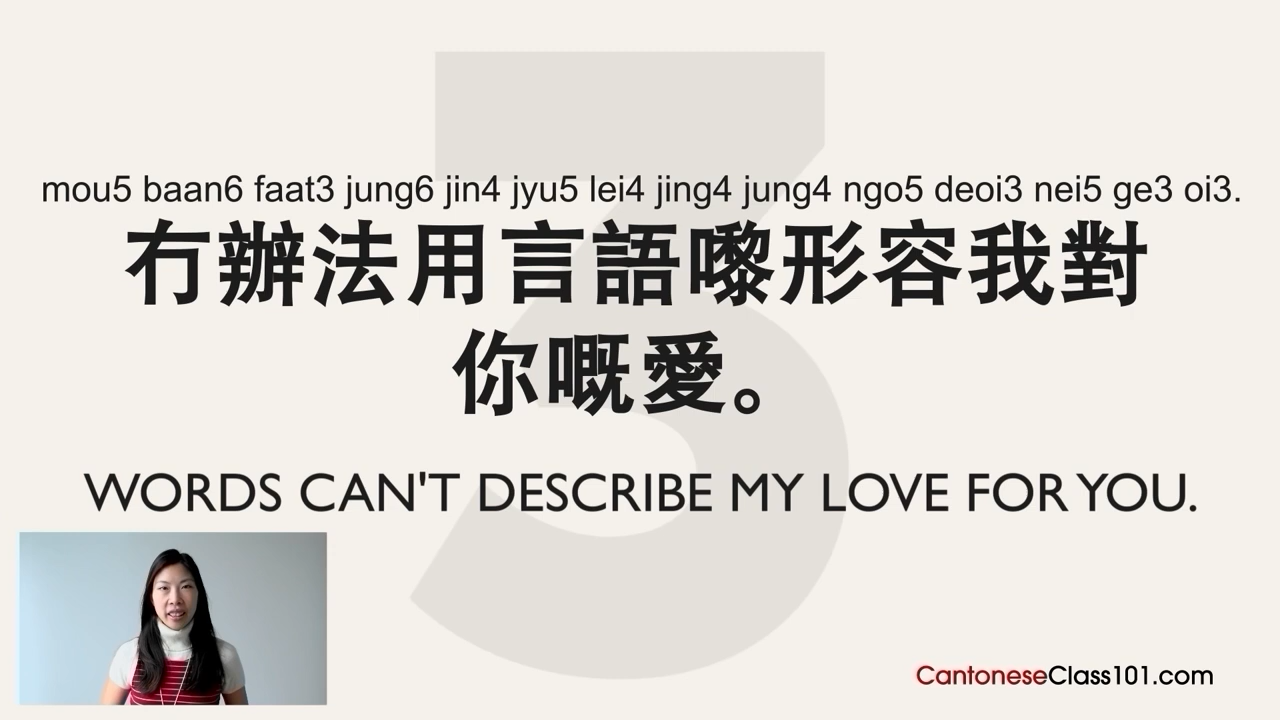 mou5 baan6 faat3 jung6 jin4 jyu5 lei4 jing4 jung4 ngo5 deoi3 nei5 ge3 oi3.
冇辦法用言語嚟形容我對
你嘅愛。
WORDS CAN'T DESCRIBE MY LOVE FOR YOU.
3
CantoneseClass101.com